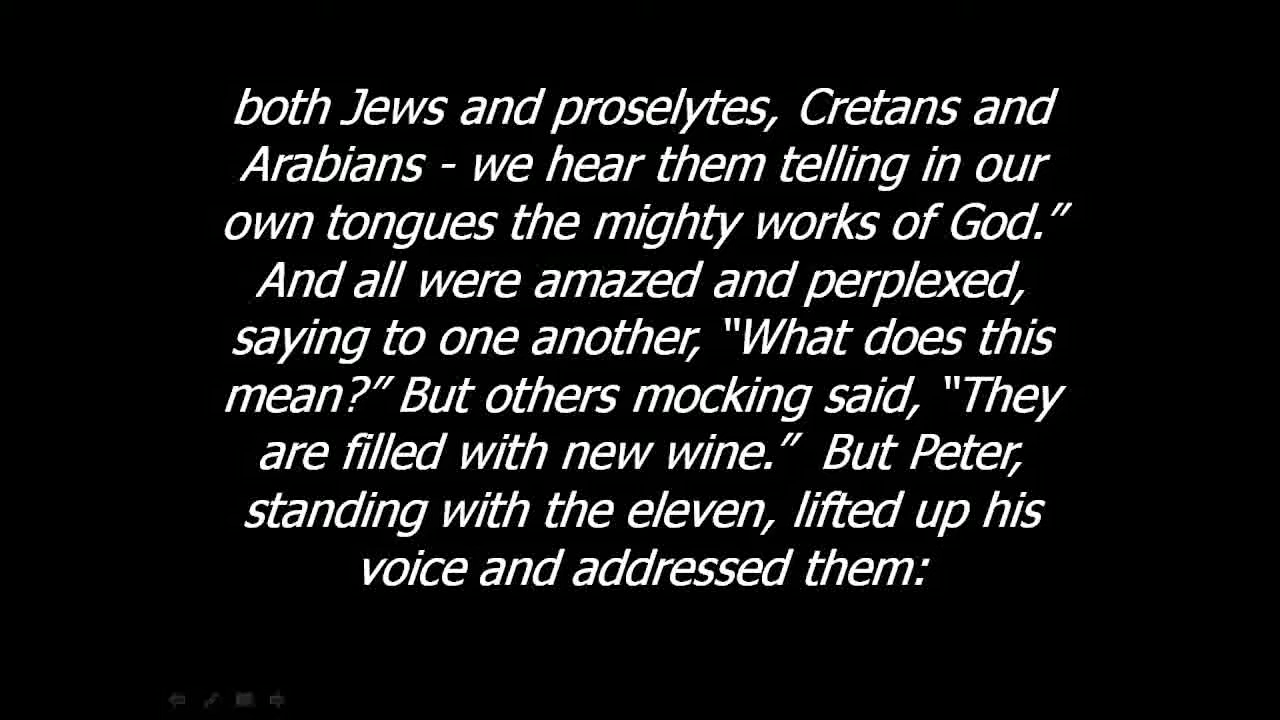 both Jews and proselytes, Cretans and
Arabians - we hear them telling in our
own tongues the mighty works of God.”
And all were amazed and perplexed,
saying to one another, “What does this
mean?” But others mocking said, “They
are filled with new wine.”  But Peter,
standing with the eleven, lifted up his
voice and addressed them: